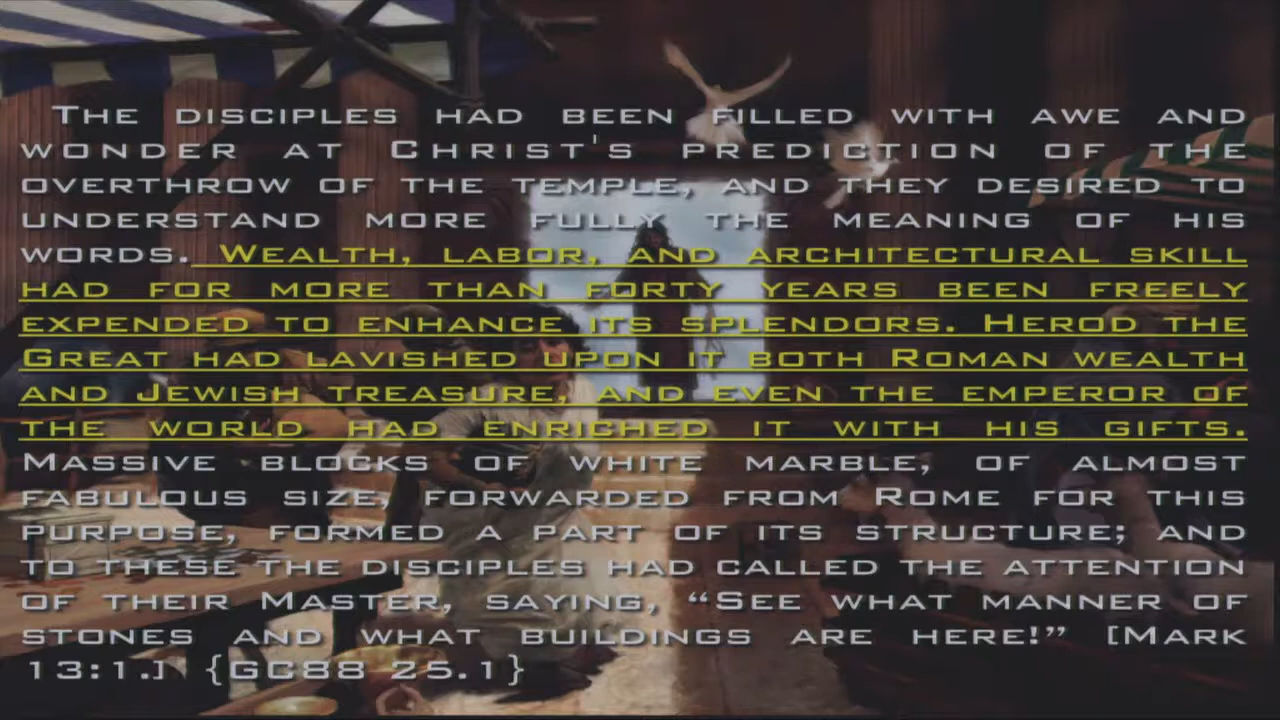 The disciples had been filled with awe and
wonder at Christ's prediction of the
overthrow of the temple, and they desired to
understand more fully the meaning of his
words. Wealth, labor, and architectural skill
had for more than forty years been freely
expended to enhance its splendors. Herod the
Great had lavished upon it both Roman wealth
and Jewish treasure, and even the emperor of
the world had enriched it with his gifts.
Massive blocks of white marble, of almost
fabulous size, forwarded from Rome for this
purpose, formed a part of its structure; and
to these the disciples had called the attention
of their Master, saying, “See what manner of
stones and what buildings are here!” [Mark
13:1.] {GC88 25.1}